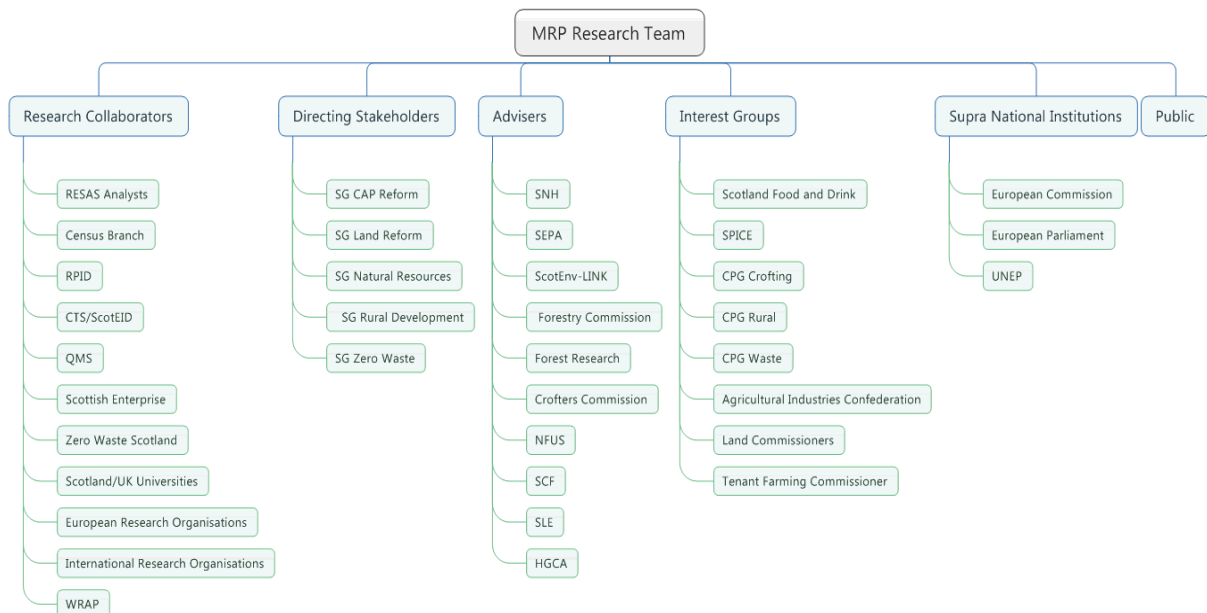 MRP Research Team
Research Collaborators
RESAS Analysts
Census Branch
RPID
CTS/ScotEID
QMS
Scottish Enterprise
Zero Waste Scotland
Scotland/UK Universities
European Research Organisations
International Research Organisations
WRAP
Directing Stakeholders
SG CAP Reform
SG Land Reform
SG Natural Resources
SG Rural Development
SG Zero Waste
Advisers
SNH
SEPA
ScotEnv-LINK
Forestry Commission
Forest Research
Crofters Commission
NFUS
SCF
SLE
HGCA
Interest Groups
Scotland Food and Drink
SPICE
CPG Crofting
CPG Rural
CPG Waste
Agricultural Industries Confederation
Land Commissioners
Tenant Farming Commissioner
Supra National Institutions
European Commission
European Parliament
UNEP
Public